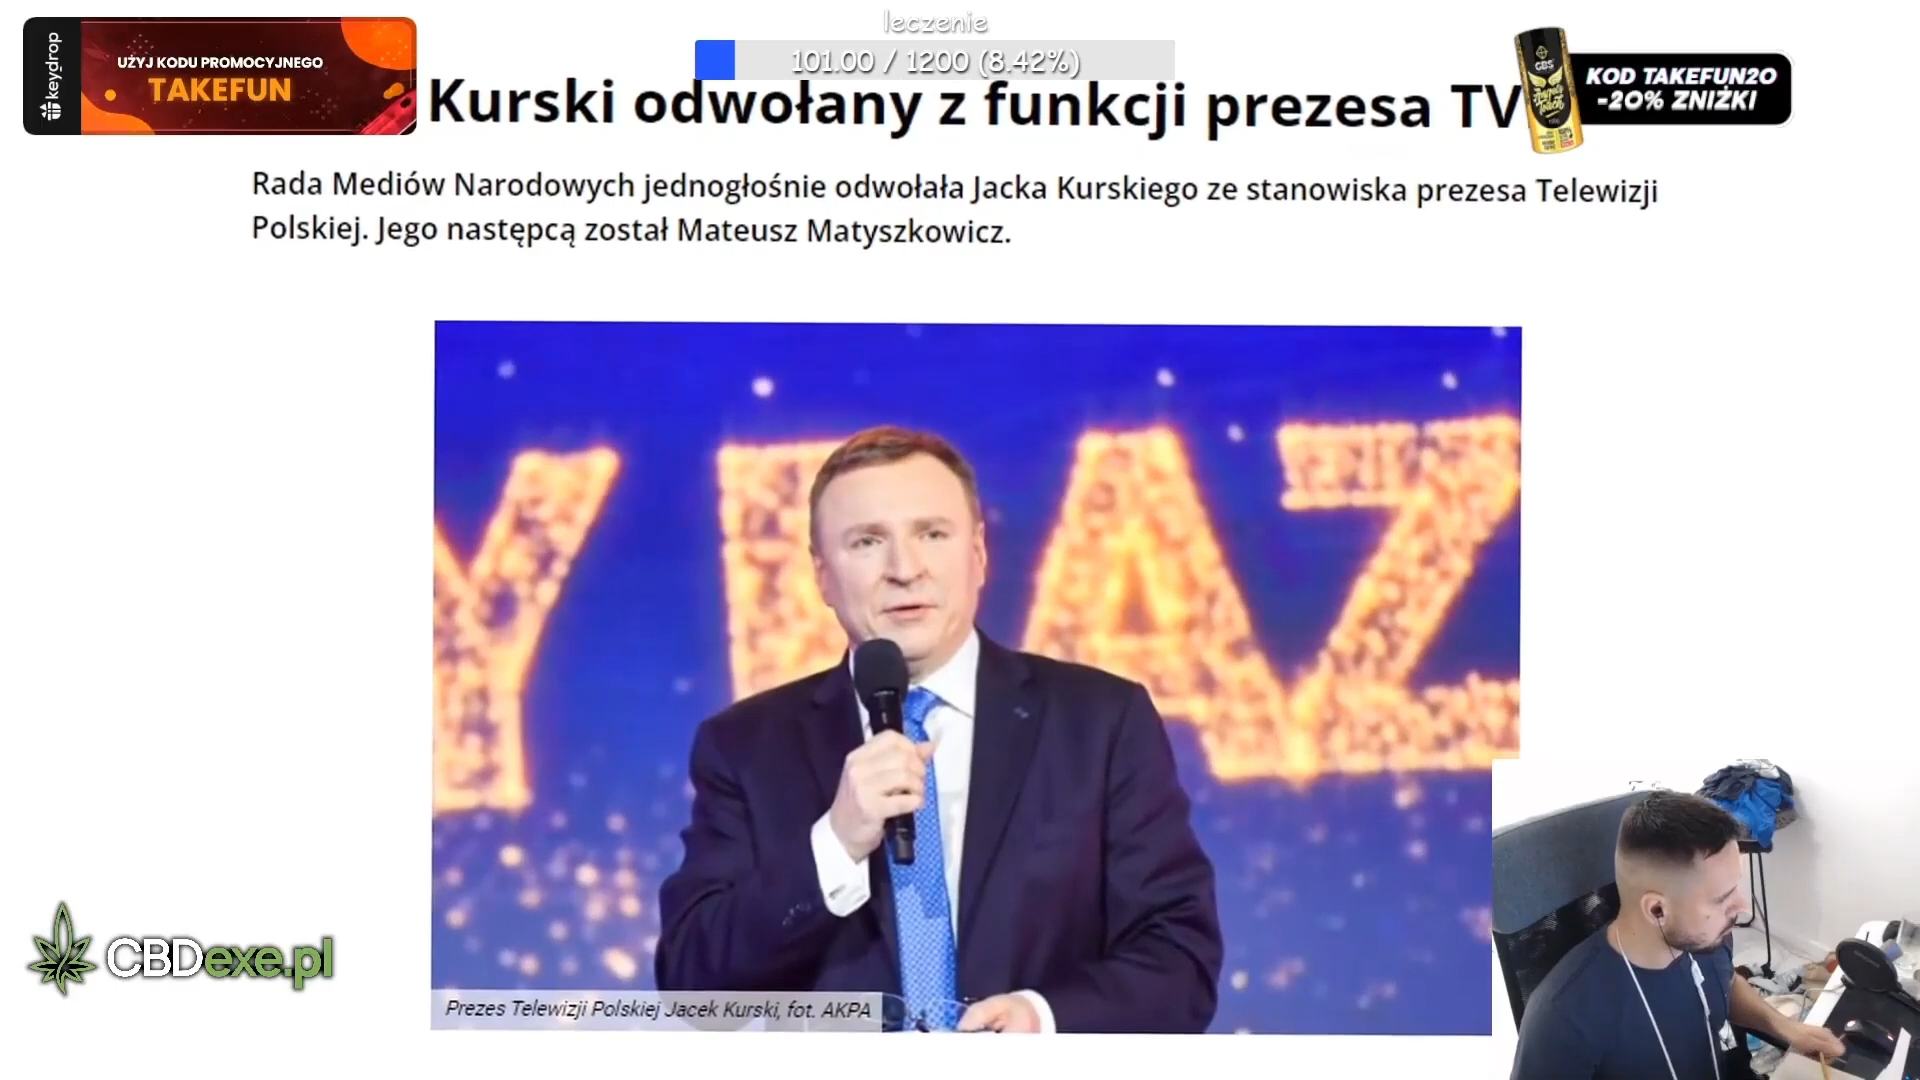 leczenie
101.00 / 1200 (8.42%)
keydrop
UŻYJ KODU PROMOCYJNEGO
TAKEFUN
KOD TAKEFUN20
-20% ZNIŻKI
CBS
Kurski odwołany z funkcji prezesa TV
Rada Mediów Narodowych jednogłośnie odwołała Jacka Kurskiego ze stanowiska prezesa Telewizji
Polskiej. Jego następcą został Mateusz Matyszkowicz.
Y RAZ
Prezes Telewizji Polskiej Jacek Kurski, fot. AKPA
CBDexe.pl